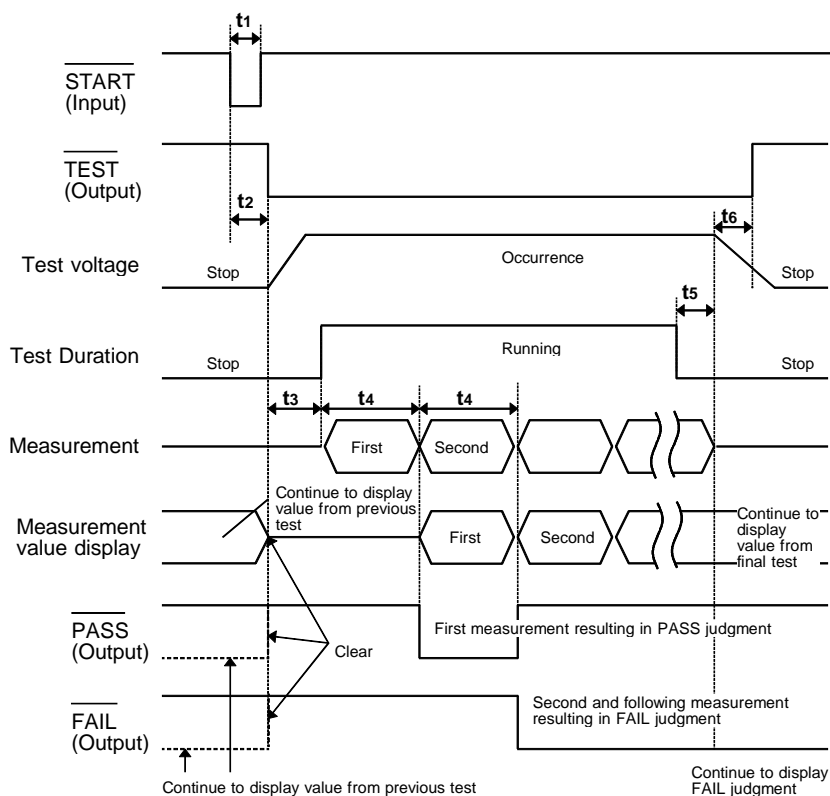 t1
START
(Input)
TEST
(Output)
t2
t6
Test voltage
Stop
Occurrence
Stop
t5
Test Duration
Stop
Running
Stop
t3
t4
t4
Measurement
First
Second
Continue to display
value from previous
test
Measurement
value display
First
Second
Continue to
display
value from
final test
PASS
(Output)
First measurement resulting in PASS judgment
Clear
FAIL
(Output)
Second and following measurement
resulting in FAIL judgment
Continue to display value from previous test
Continue to display
FAIL judgment